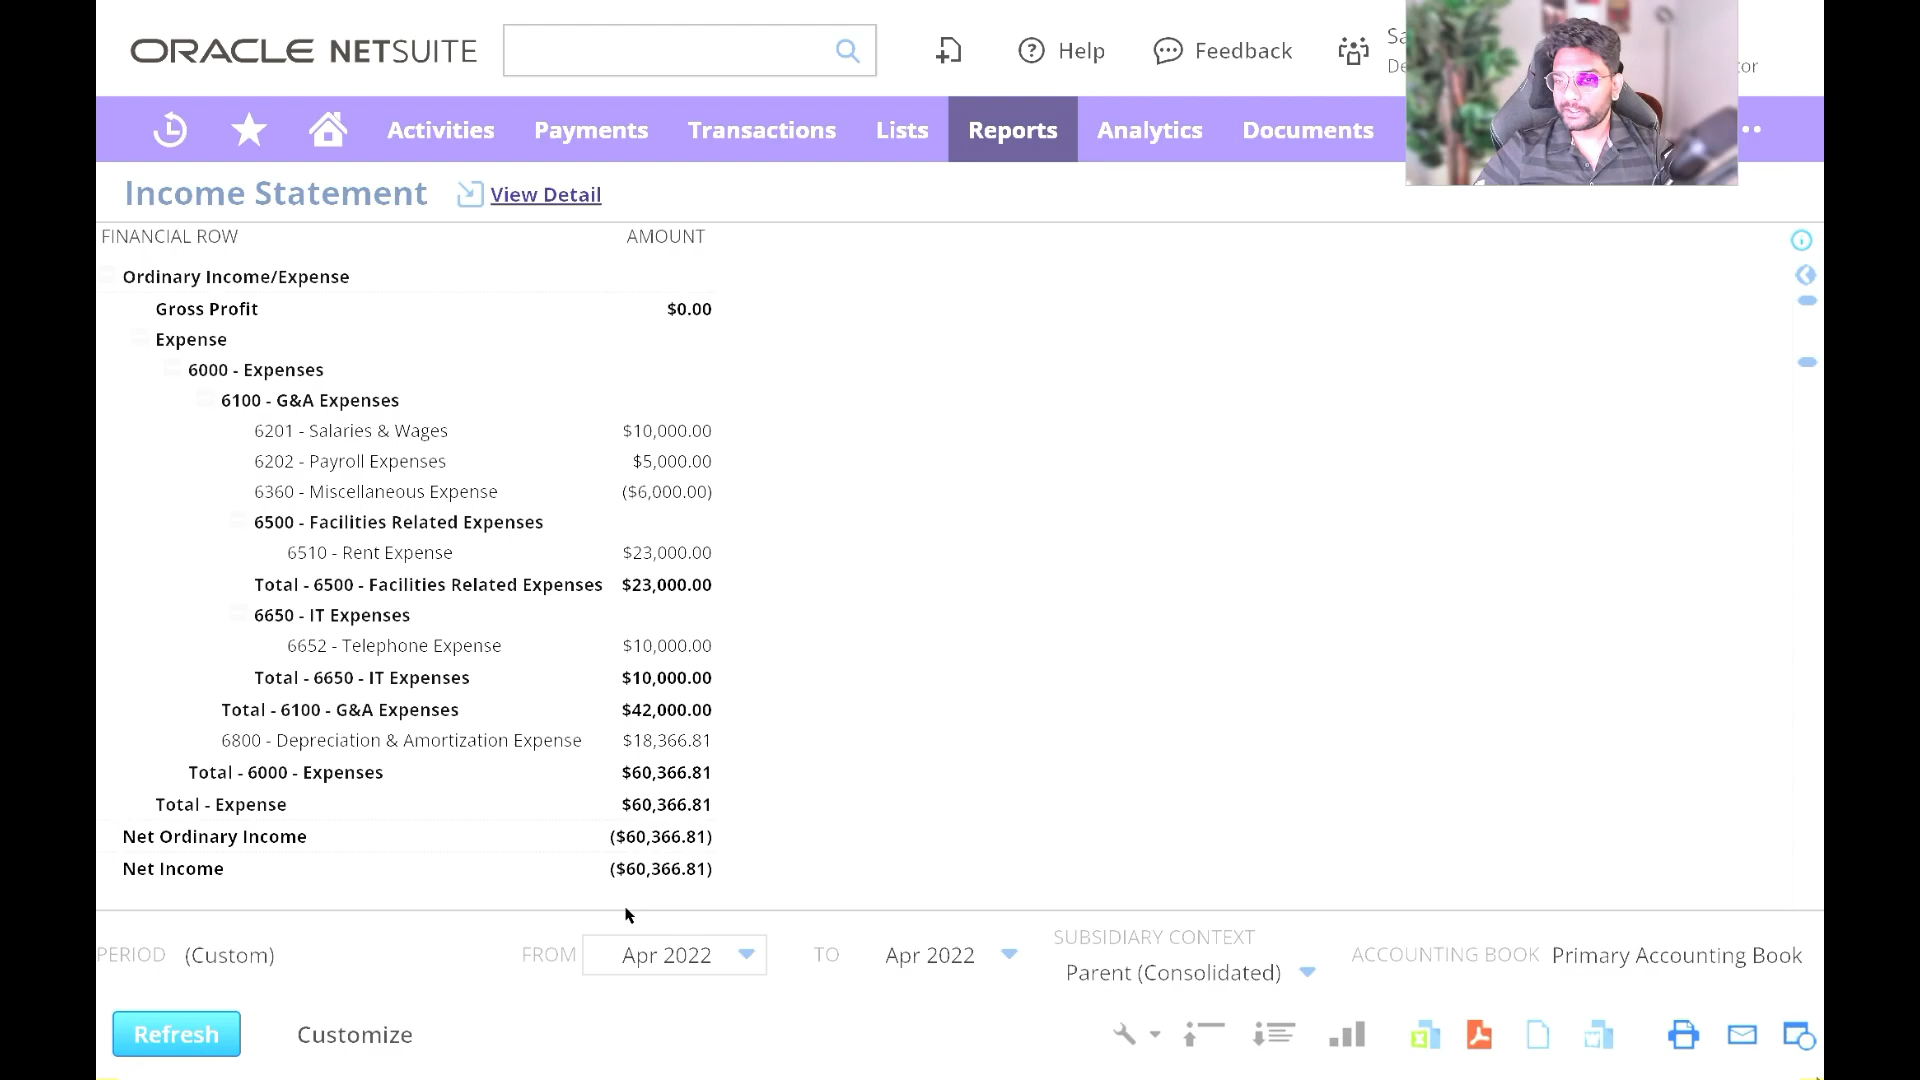 ORACLE NETSUITE
Help
Feedback
Activities
Payments
Transactions
Lists
Reports
Analytics
Documents
Income Statement
View Detail
FINANCIAL ROW AMOUNT
Ordinary Income/Expense
Gross Profit $0.00
Expense
6000 - Expenses
6100 - G&A Expenses
6201 - Salaries & Wages $10,000.00
6202 - Payroll Expenses $5,000.00
6360 - Miscellaneous Expense ($6,000.00)
6500 - Facilities Related Expenses
6510 - Rent Expense $23,000.00
Total - 6500 - Facilities Related Expenses $23,000.00
6650 - IT Expenses
6652 - Telephone Expense $10,000.00
Total - 6650 - IT Expenses $10,000.00
Total - 6100 - G&A Expenses $42,000.00
6800 - Depreciation & Amortization Expense $18,366.81
Total - 6000 - Expenses $60,366.81
Total - Expense $60,366.81
Net Ordinary Income ($60,366.81)
Net Income ($60,366.81)
PERIOD (Custom)
FROM Apr 2022
TO Apr 2022
SUBSIDIARY CONTEXT
Parent (Consolidated)
ACCOUNTING BOOK Primary Accounting Book
Refresh
Customize